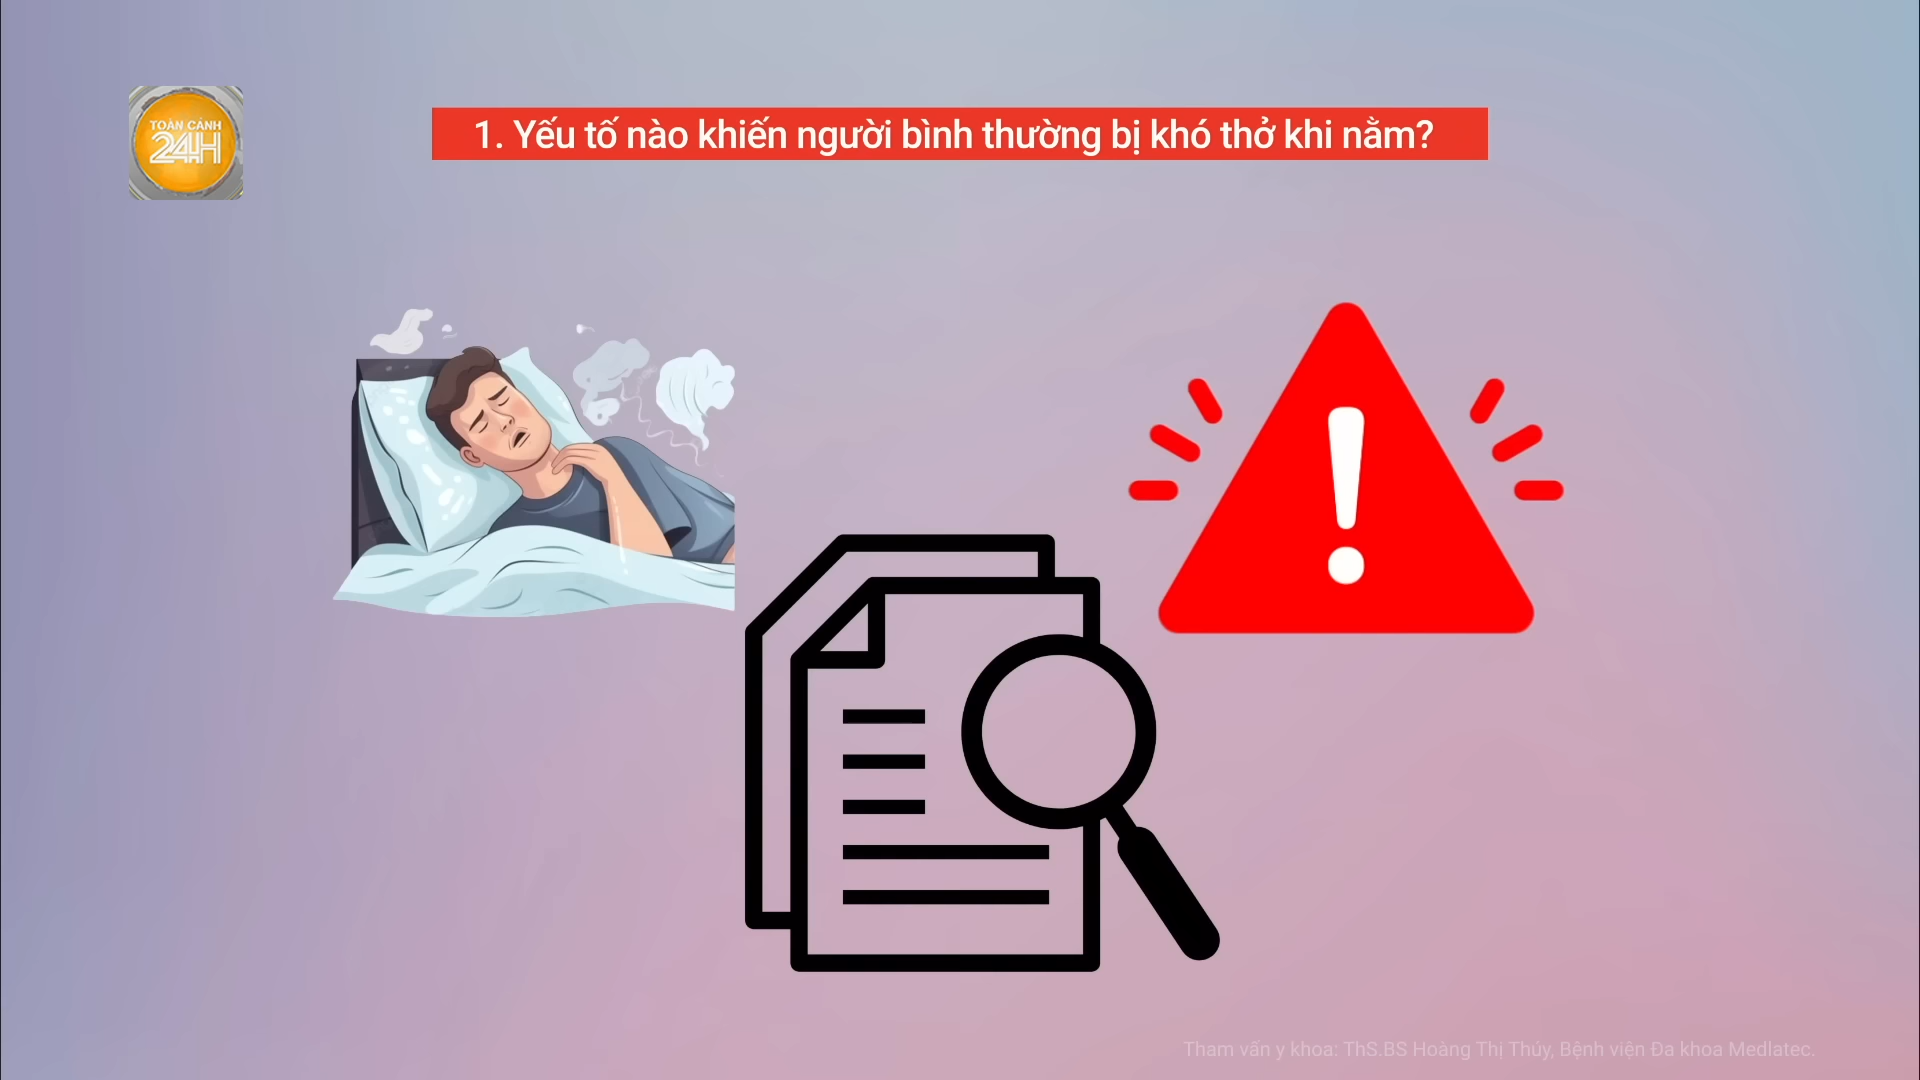 TOÀN CẢNH
24H
1. Yếu tố nào khiến người bình thường bị khó thở khi nằm?
Tham vấn y khoa: ThS.BS Hoàng Thị Thúy, Bệnh viện Đa khoa Medlatec.